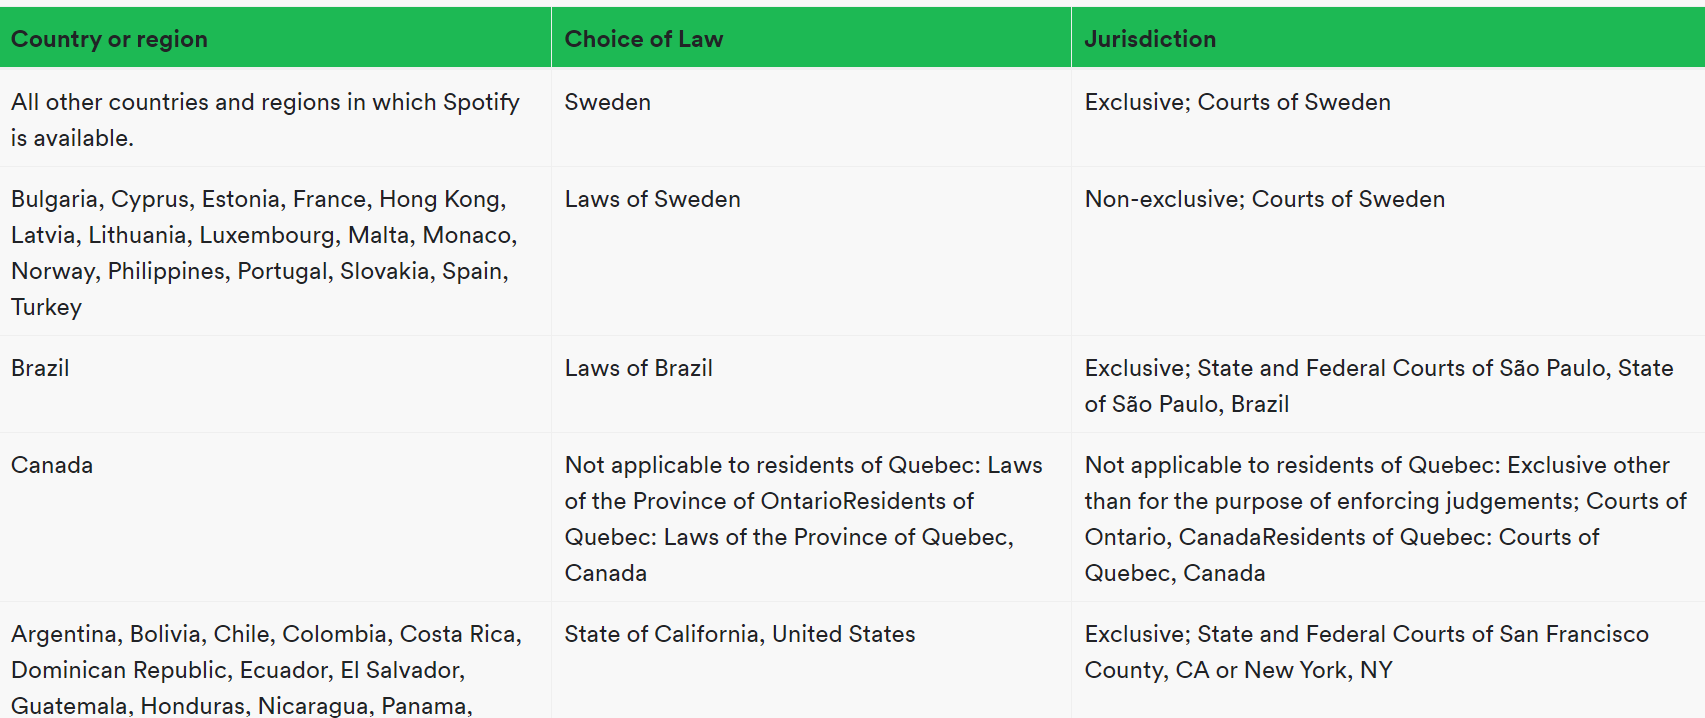 Country or region
Choice of Law
Jurisdiction
All other countries and regions in which Spotify
is available.
Sweden
Exclusive; Courts of Sweden
Bulgaria, Cyprus, Estonia, France, Hong Kong,
Latvia, Lithuania, Luxembourg, Malta, Monaco,
Norway, Philippines, Portugal, Slovakia, Spain,
Turkey
Laws of Sweden
Non-exclusive; Courts of Sweden
Brazil
Laws of Brazil
Exclusive; State and Federal Courts of São Paulo, State
of São Paulo, Brazil
Canada
Not applicable to residents of Quebec: Laws
of the Province of OntarioResidents of
Quebec: Laws of the Province of Quebec,
Canada
Not applicable to residents of Quebec: Exclusive other
than for the purpose of enforcing judgements; Courts of
Ontario, CanadaResidents of Quebec: Courts of
Quebec, Canada
Argentina, Bolivia, Chile, Colombia, Costa Rica,
Dominican Republic, Ecuador, El Salvador,
Guatemala, Honduras, Nicaragua, Panama,
State of California, United States
Exclusive; State and Federal Courts of San Francisco
County, CA or New York, NY